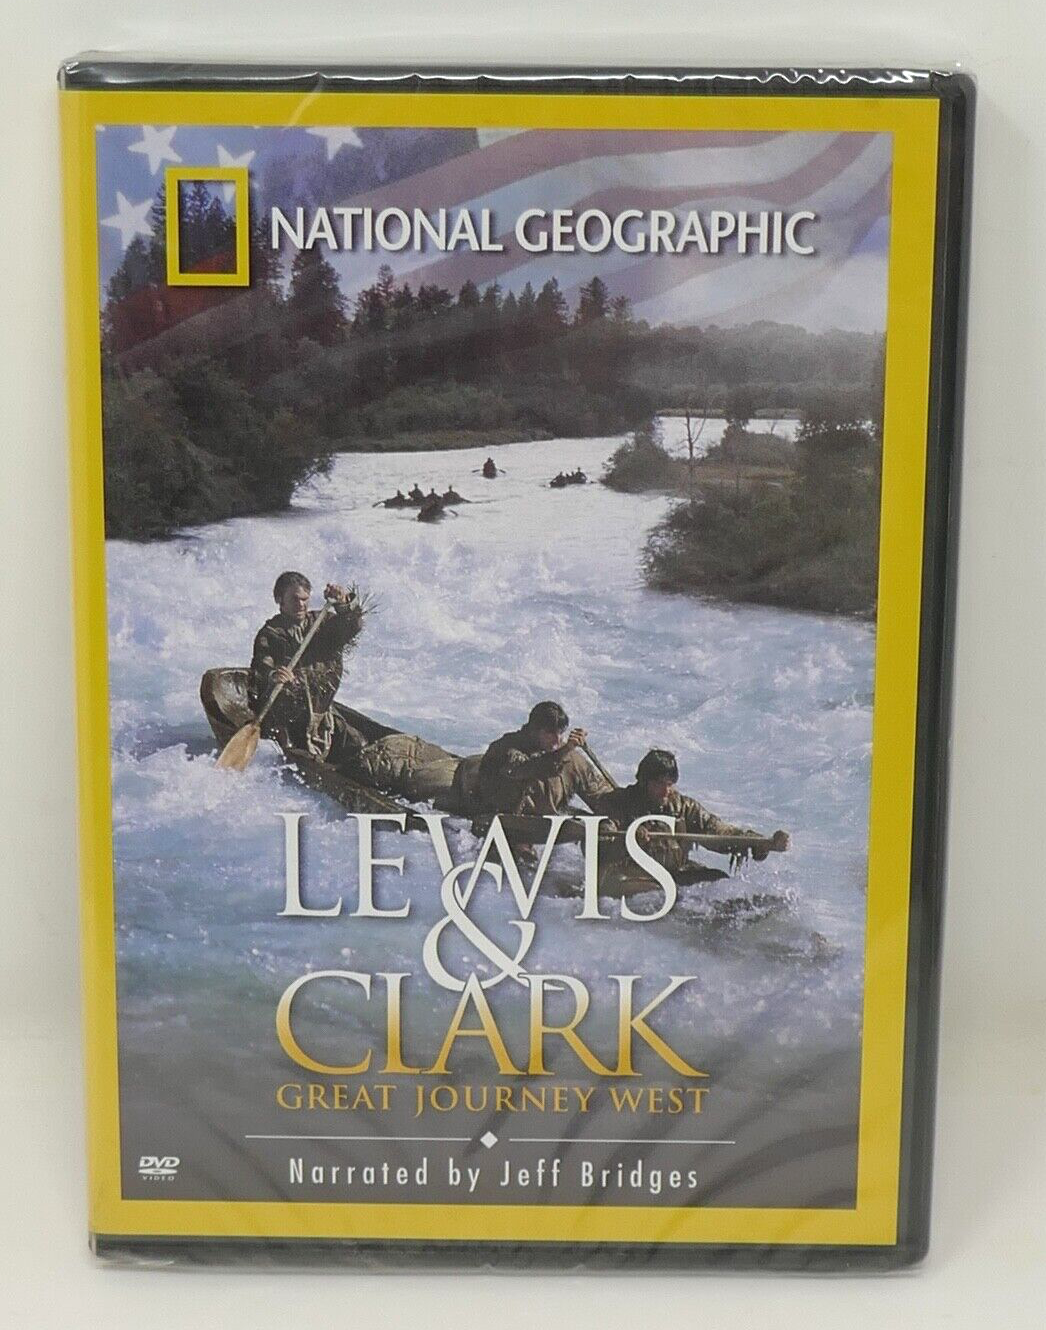 NATIONAL GEOGRAPHIC
LEWIS
&
CLARK
GREAT JOURNEY WEST
Narrated by Jeff Bridges
DVD
VIDEO